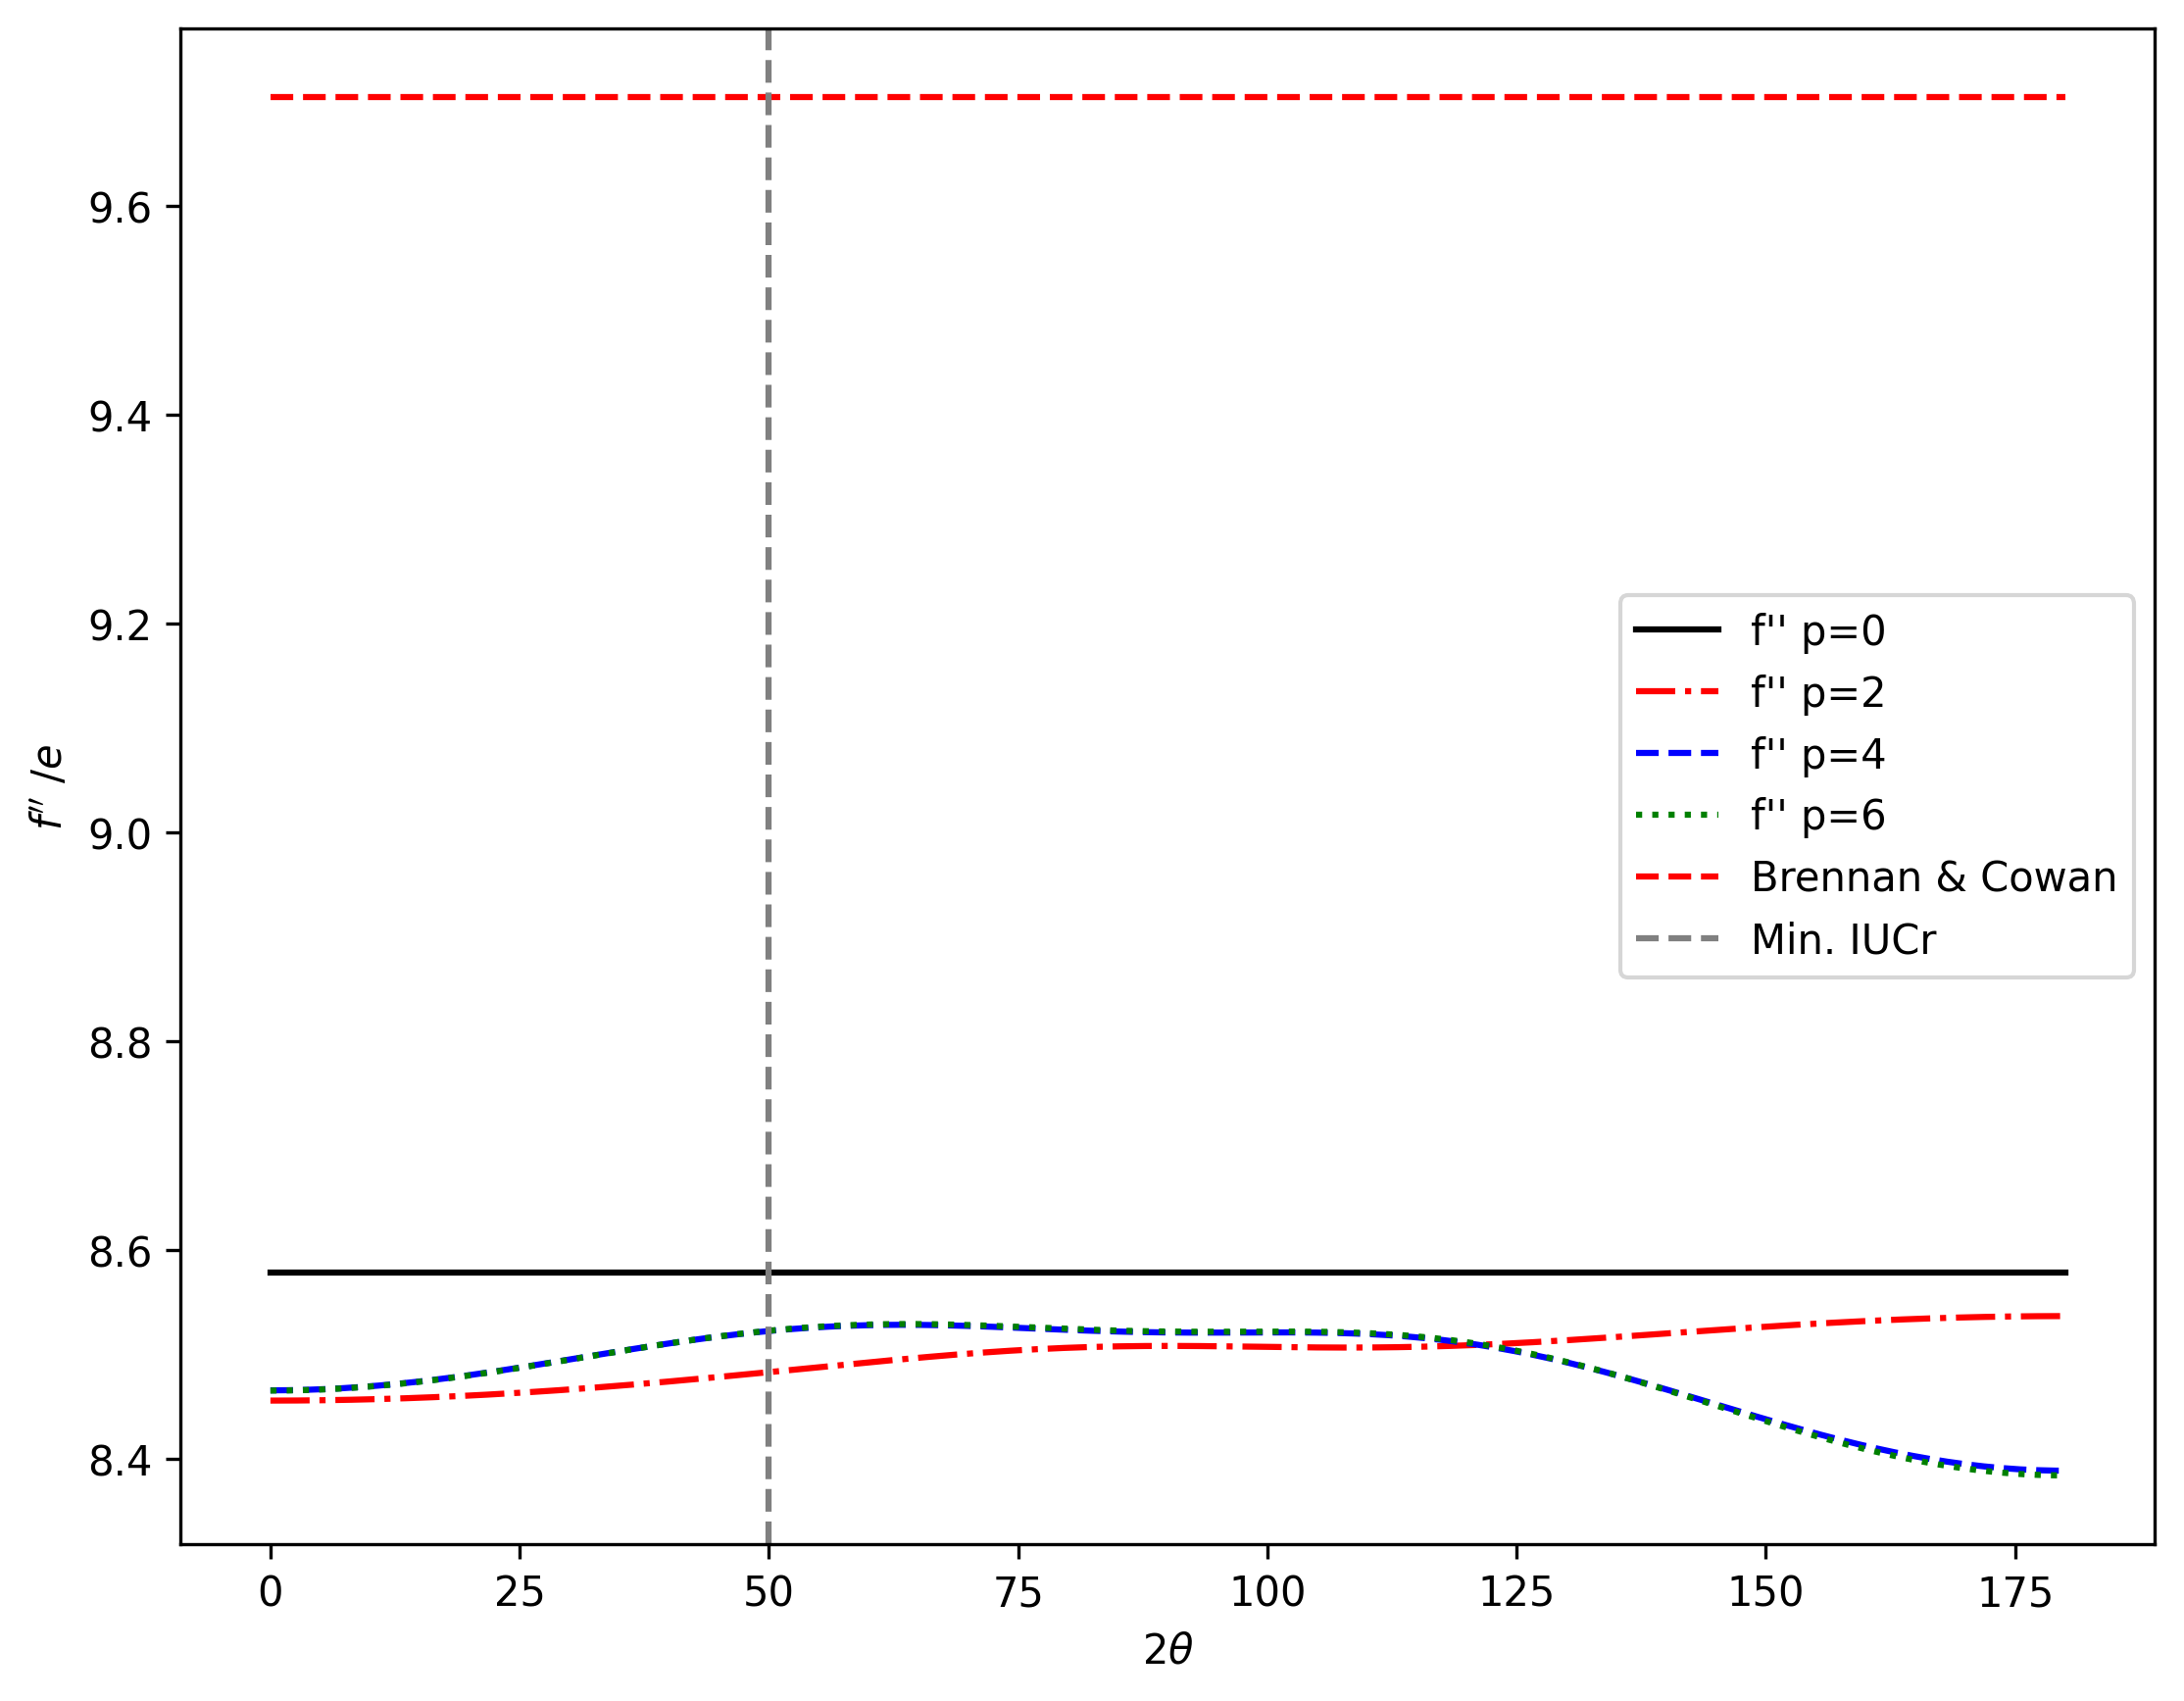 9.6
9.4
9.2
9.0
8.8
8.6
8.4
f'' /e
f'' p=0
f'' p=2
f'' p=4
f'' p=6
Brennan & Cowan
Min. IUCr
0 25 50 75 100 125 150 175
2θ